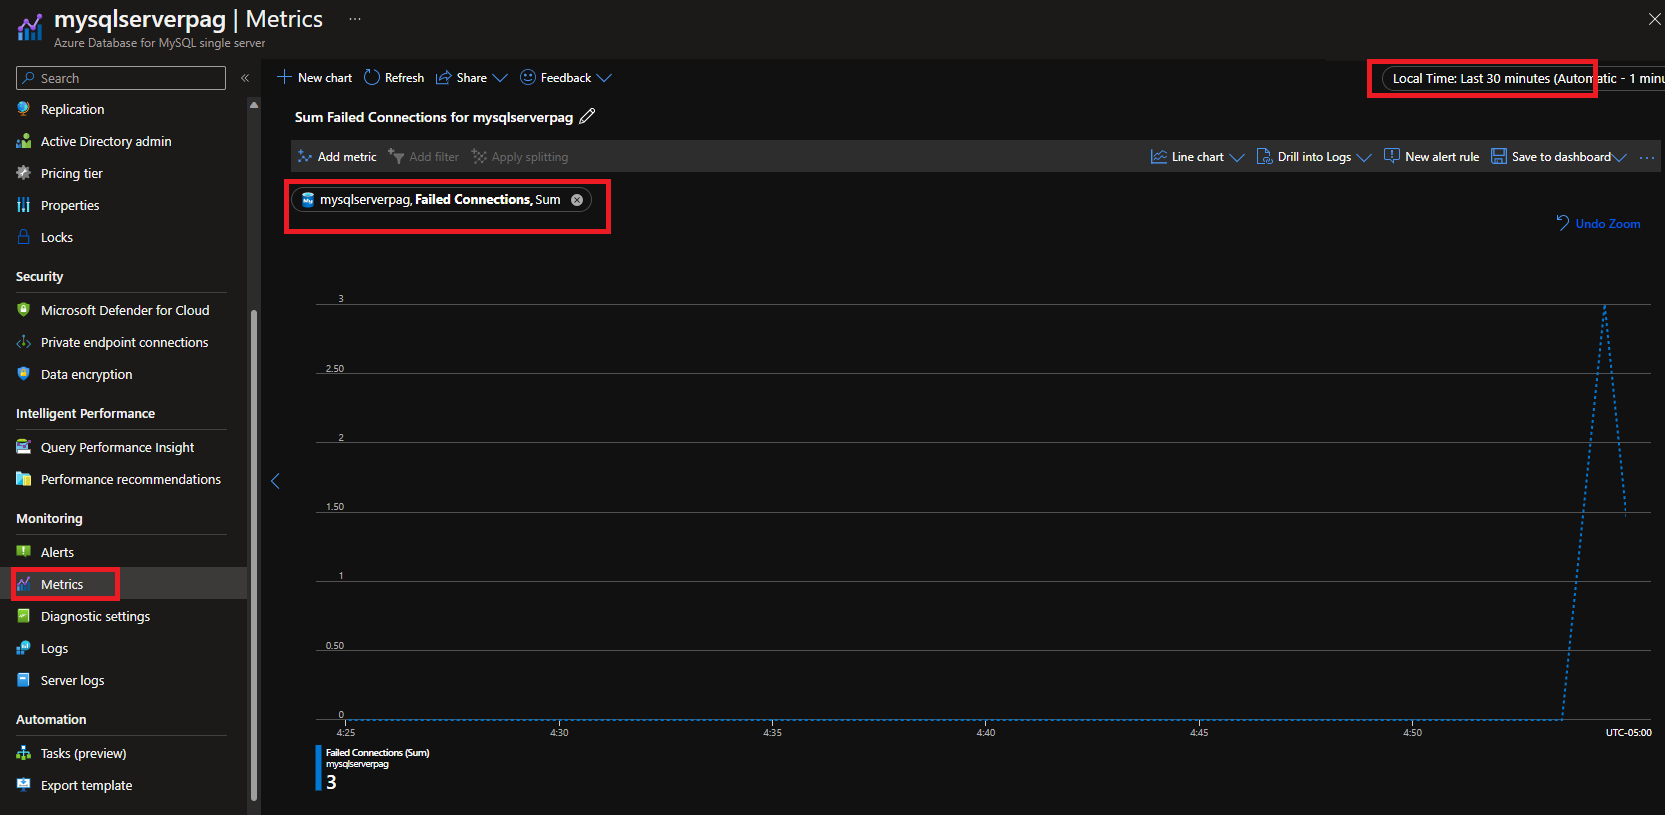 mysqlserverpag | Metrics ...
Azure Database for MySQL single server
Search
«
Replication
Active Directory admin
Pricing tier
Properties
Locks
Security
Microsoft Defender for Cloud
Private endpoint connections
Data encryption
Intelligent Performance
Query Performance Insight
Performance recommendations
Monitoring
Alerts
Metrics
Diagnostic settings
Logs
Server logs
Automation
Tasks (preview)
Export template
New chart Refresh Share Feedback
Local Time: Last 30 minutes (Automatic - 1 minu
Sum Failed Connections for mysqlserverpag
Add metric Add filter Apply splitting Line chart Drill into Logs New alert rule Save to dashboard ...
mysqlserverpag, Failed Connections, Sum
Undo Zoom
3
2.50
2
1.50
1
0.50
0
4:25 4:30 4:35 4:40 4:45 4:50 UTC-05:00
Failed Connections (Sum)
mysqlserverpag
3